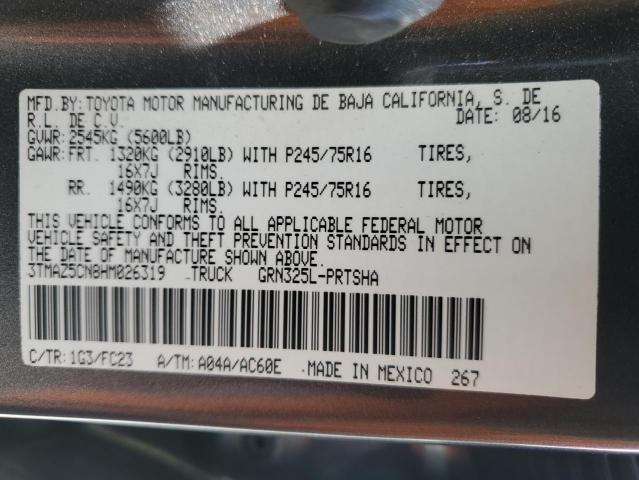 MFD.BY:TOYOTA MOTOR MANUFACTURING DE BAJA CALIFORNIA, S. DE
R.L. DE C.V. DATE: 08/16
GVWR:2545KG (5600LB)
GAWR:FRT. 1320KG (2910LB) WITH P245/75R16 TIRES,
16X7J RIMS.
RR. 1490KG (3280LB) WITH P245/75R16 TIRES,
16X7J RIMS.
THIS VEHICLE CONFORMS TO ALL APPLICABLE FEDERAL MOTOR
VEHICLE SAFETY AND THEFT PREVENTION STANDARDS IN EFFECT ON
THE DATE OF MANUFACTURE SHOWN ABOVE.
3TMAZ5CN8HM026319 TRUCK GRN325L-PRTSHA
C/TR: 1G3/FC23 A/TM: A04A/AC60E MADE IN MEXICO 267